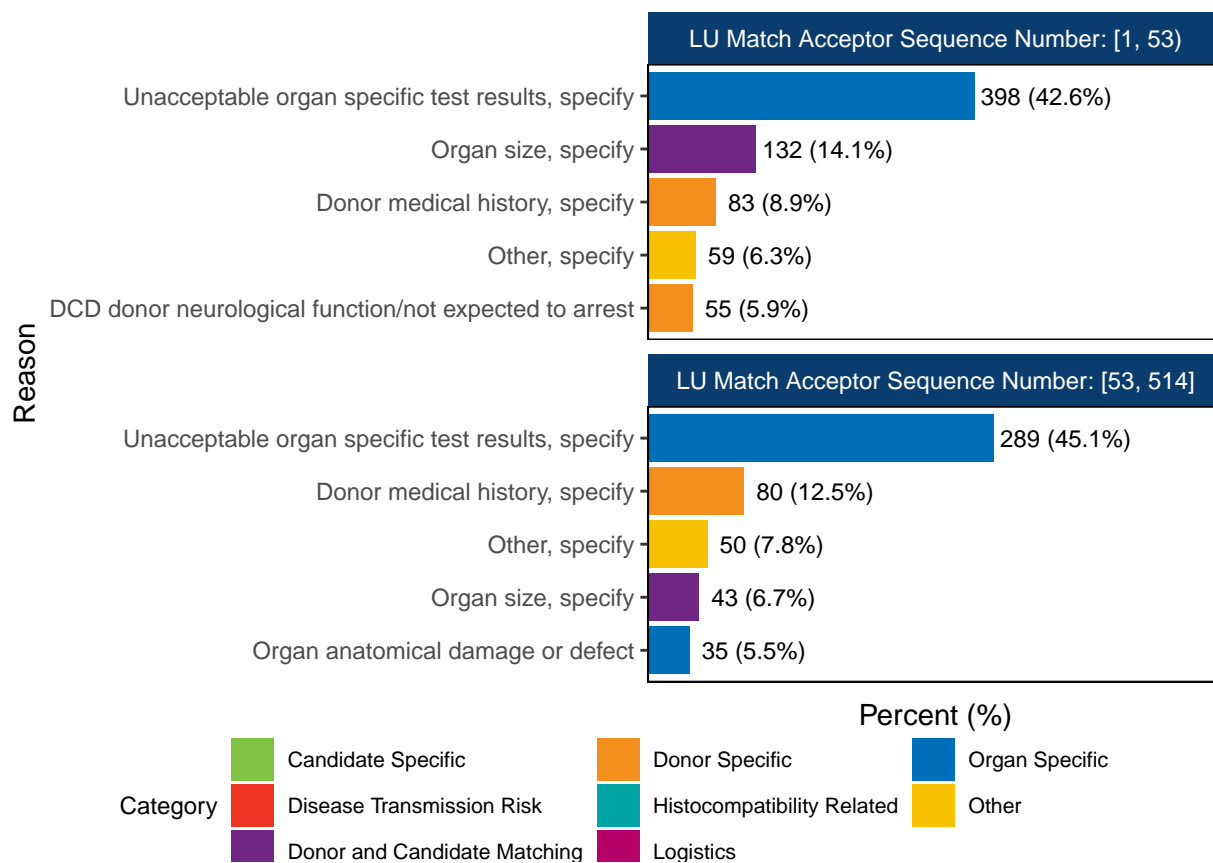 LU Match Acceptor Sequence Number: [1, 53)
Unacceptable organ specific test results, specify
398 (42.6%)
Organ size, specify
132 (14.1%)
Donor medical history, specify
83 (8.9%)
Other, specify
59 (6.3%)
DCD donor neurological function/not expected to arrest
55 (5.9%)
Reason
LU Match Acceptor Sequence Number: [53, 514]
Unacceptable organ specific test results, specify
289 (45.1%)
Donor medical history, specify
80 (12.5%)
Other, specify
50 (7.8%)
Organ size, specify
43 (6.7%)
Organ anatomical damage or defect
35 (5.5%)
Percent (%)
Category
Candidate Specific
Disease Transmission Risk
Donor and Candidate Matching
Donor Specific
Histocompatibility Related
Logistics
Organ Specific
Other